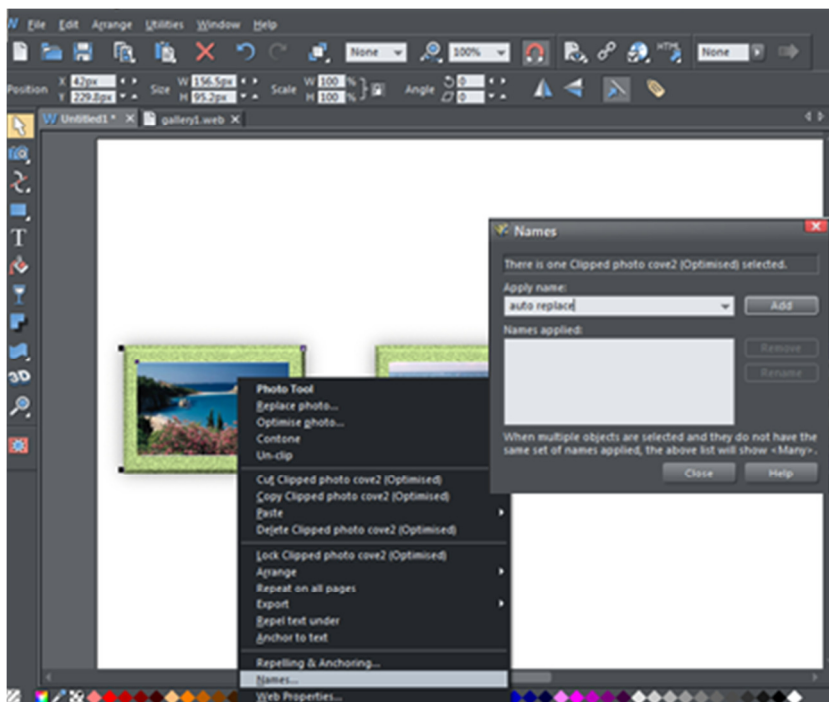 File Edit Arrange Utilities Window Help
None 100% HTML None
Position X 42px Size W 156.5px Scale W 100 % Angle 0
Y 229.8px H 95.2px H 100 % 0
Untitled1 * gallery1.web
T
3D
Names
There is one Clipped photo cove2 (Optimised) selected.
Apply name:
auto replace Add
Names applied:
Remove
Rename
When multiple objects are selected and they do not have the
same set of names applied, the above list will show <Many>.
Close Help
Photo Tool
Replace photo...
Optimise photo...
Contone
Un-clip
Cut Clipped photo cove2 (Optimised)
Copy Clipped photo cove2 (Optimised)
Paste
Delete Clipped photo cove2 (Optimised)
Lock Clipped photo cove2 (Optimised)
Arrange
Repeat on all pages
Export
Repel text under
Anchor to text
Repelling & Anchoring...
Names...
Web Properties...